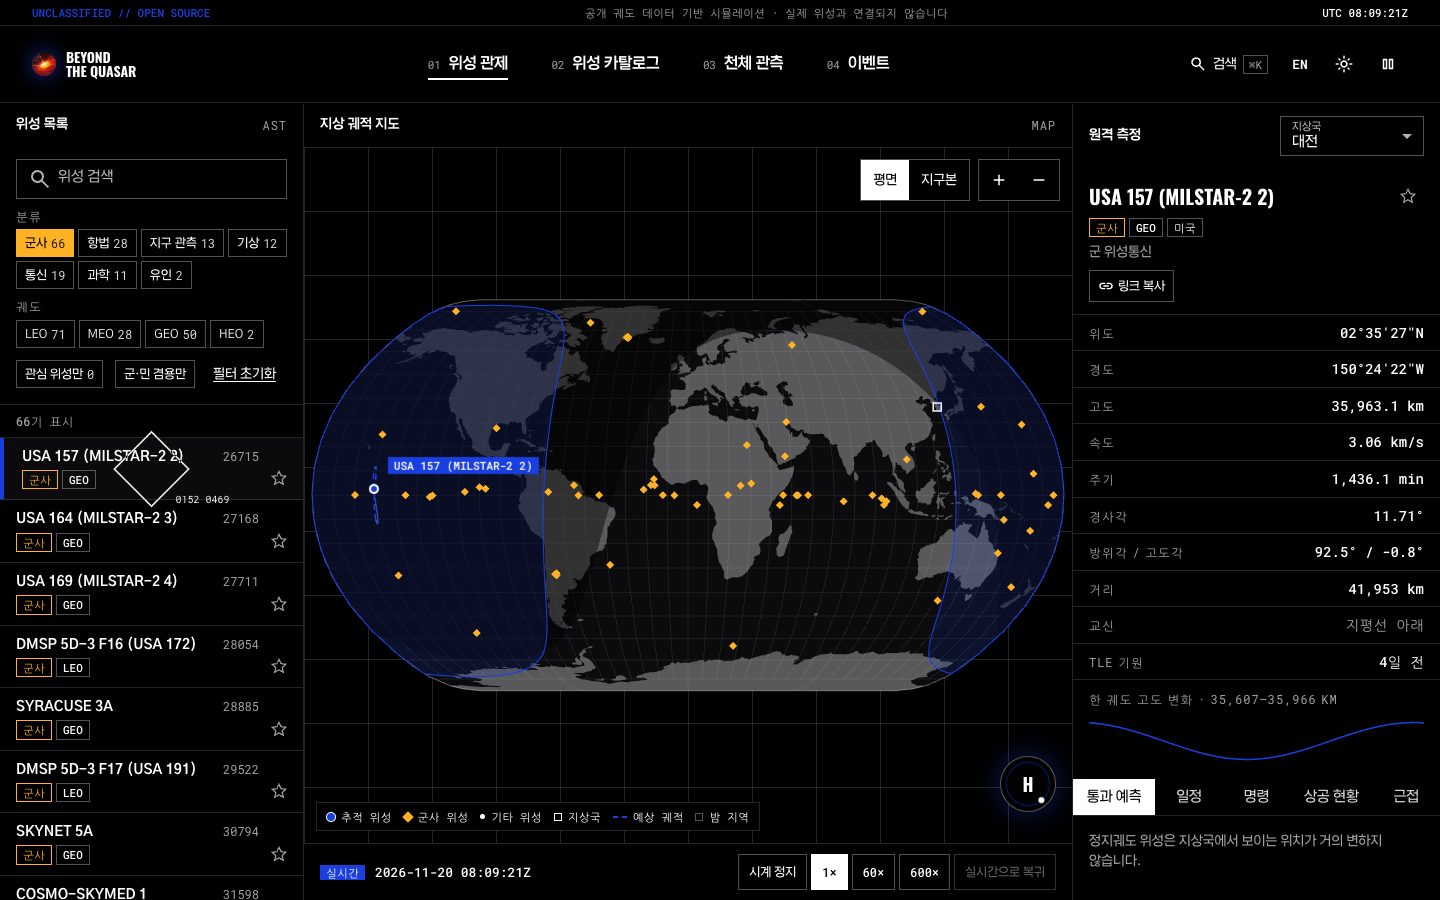 UNCLASSIFIED // OPEN SOURCE
공개 궤도 데이터 기반 시뮬레이션 · 실제 위성과 연결되지 않습니다
UTC 08:09:21Z
BEYOND
THE QUASAR
01 위성 관제
02 위성 카탈로그
03 천체 관측
04 이벤트
검색 ⌘K
EN
위성 목록
AST
위성 검색
분류
군사 66
항법 28
지구 관측 13
기상 12
통신 19
과학 11
유인 2
궤도
LEO 71
MEO 28
GEO 50
HEO 2
관심 위성만 0
군·민 겸용만
필터 초기화
66기 표시
USA 157 (MILSTAR-2 2)
26715
군사
GEO
0152 0469
USA 164 (MILSTAR-2 3)
27168
군사
GEO
USA 169 (MILSTAR-2 4)
27711
군사
GEO
DMSP 5D-3 F16 (USA 172)
28054
군사
LEO
SYRACUSE 3A
28885
군사
GEO
DMSP 5D-3 F17 (USA 191)
29522
군사
LEO
SKYNET 5A
30794
군사
GEO
COSMO-SKYMED 1
31598
지상 궤적 지도
MAP
평면
지구본
+
−
USA 157 (MILSTAR-2 2)
H
추적 위성
군사 위성
기타 위성
지상국
예상 궤적
밤 지역
실시간
2026-11-20 08:09:21Z
시계 정지
1×
60×
600×
실시간으로 복귀
원격 측정
지상국
대전
USA 157 (MILSTAR-2 2)
군사
GEO
미국
군 위성통신
링크 복사
위도
02°35'27"N
경도
150°24'22"W
고도
35,963.1 km
속도
3.06 km/s
주기
1,436.1 min
경사각
11.71°
방위각 / 고도각
92.5° / -0.8°
거리
41,953 km
교신
지평선 아래
TLE 기원
4일 전
한 궤도 고도 변화 · 35,607–35,966 KM
통과 예측
일정
명령
상공 현황
근접
정지궤도 위성은 지상국에서 보이는 위치가 거의 변하지
않습니다.